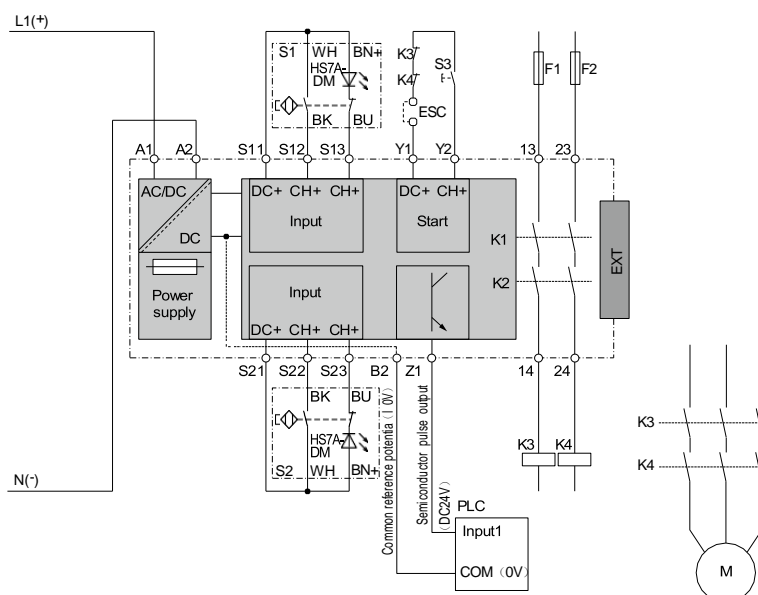 L1(+)
S1 WH BN+
HS7A-
DM
BK BU
K3
K4
S3
ESC
F1 F2
A1 A2 S11 S12 S13 Y1 Y2 13 23
AC/DC
DC
DC+ CH+ CH+
Input
DC+ CH+
Start
K1
K2
EXT
Power
supply
Input
DC+ CH+ CH+
S21 S22 S23 B2 Z1 14 24
BK BU
HS7A-
DM
S2 WH BN+
N(-)
Common reference potentia (l 0V)
Semiconductor pulse output
(DC24V)
PLC
Input1
COM (0V)
K3 K4
K3
K4
M